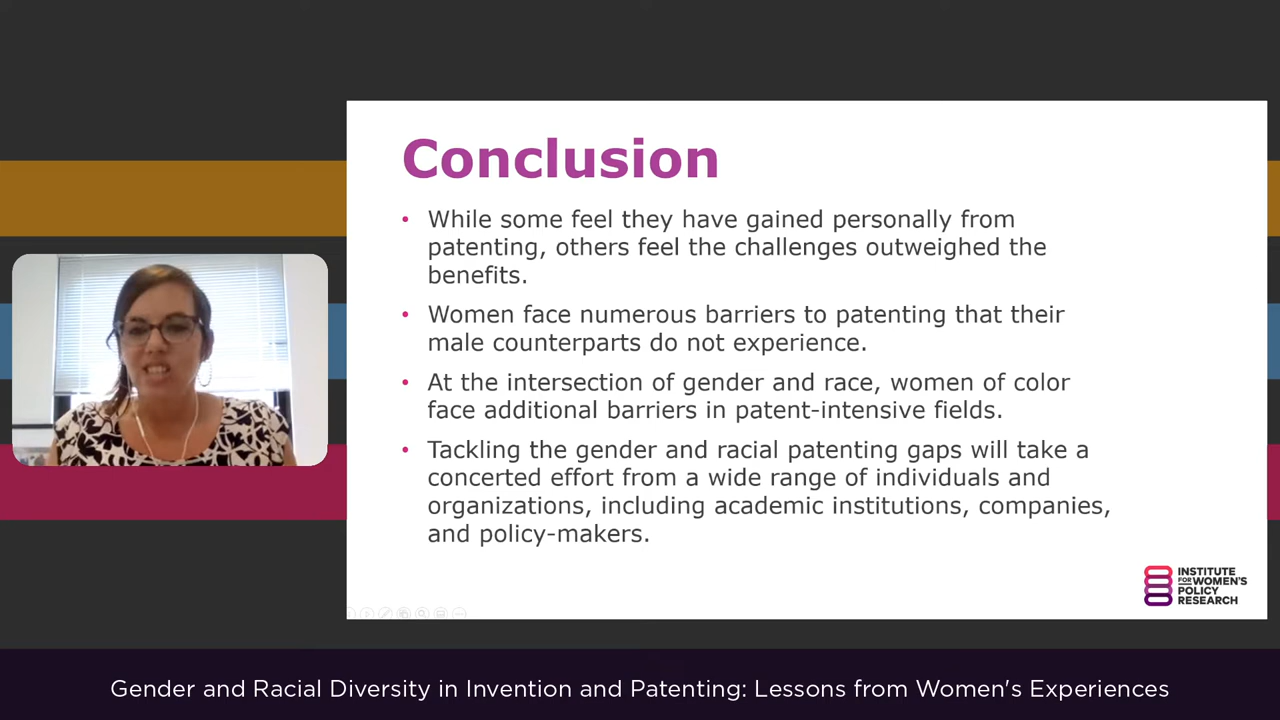 Conclusion
• While some feel they have gained personally from
patenting, others feel the challenges outweighed the
benefits.
• Women face numerous barriers to patenting that their
male counterparts do not experience.
• At the intersection of gender and race, women of color
face additional barriers in patent-intensive fields.
• Tackling the gender and racial patenting gaps will take a
concerted effort from a wide range of individuals and
organizations, including academic institutions, companies,
and policy-makers.
INSTITUTE
FOR WOMEN'S
POLICY
RESEARCH
Gender and Racial Diversity in Invention and Patenting: Lessons from Women's Experiences